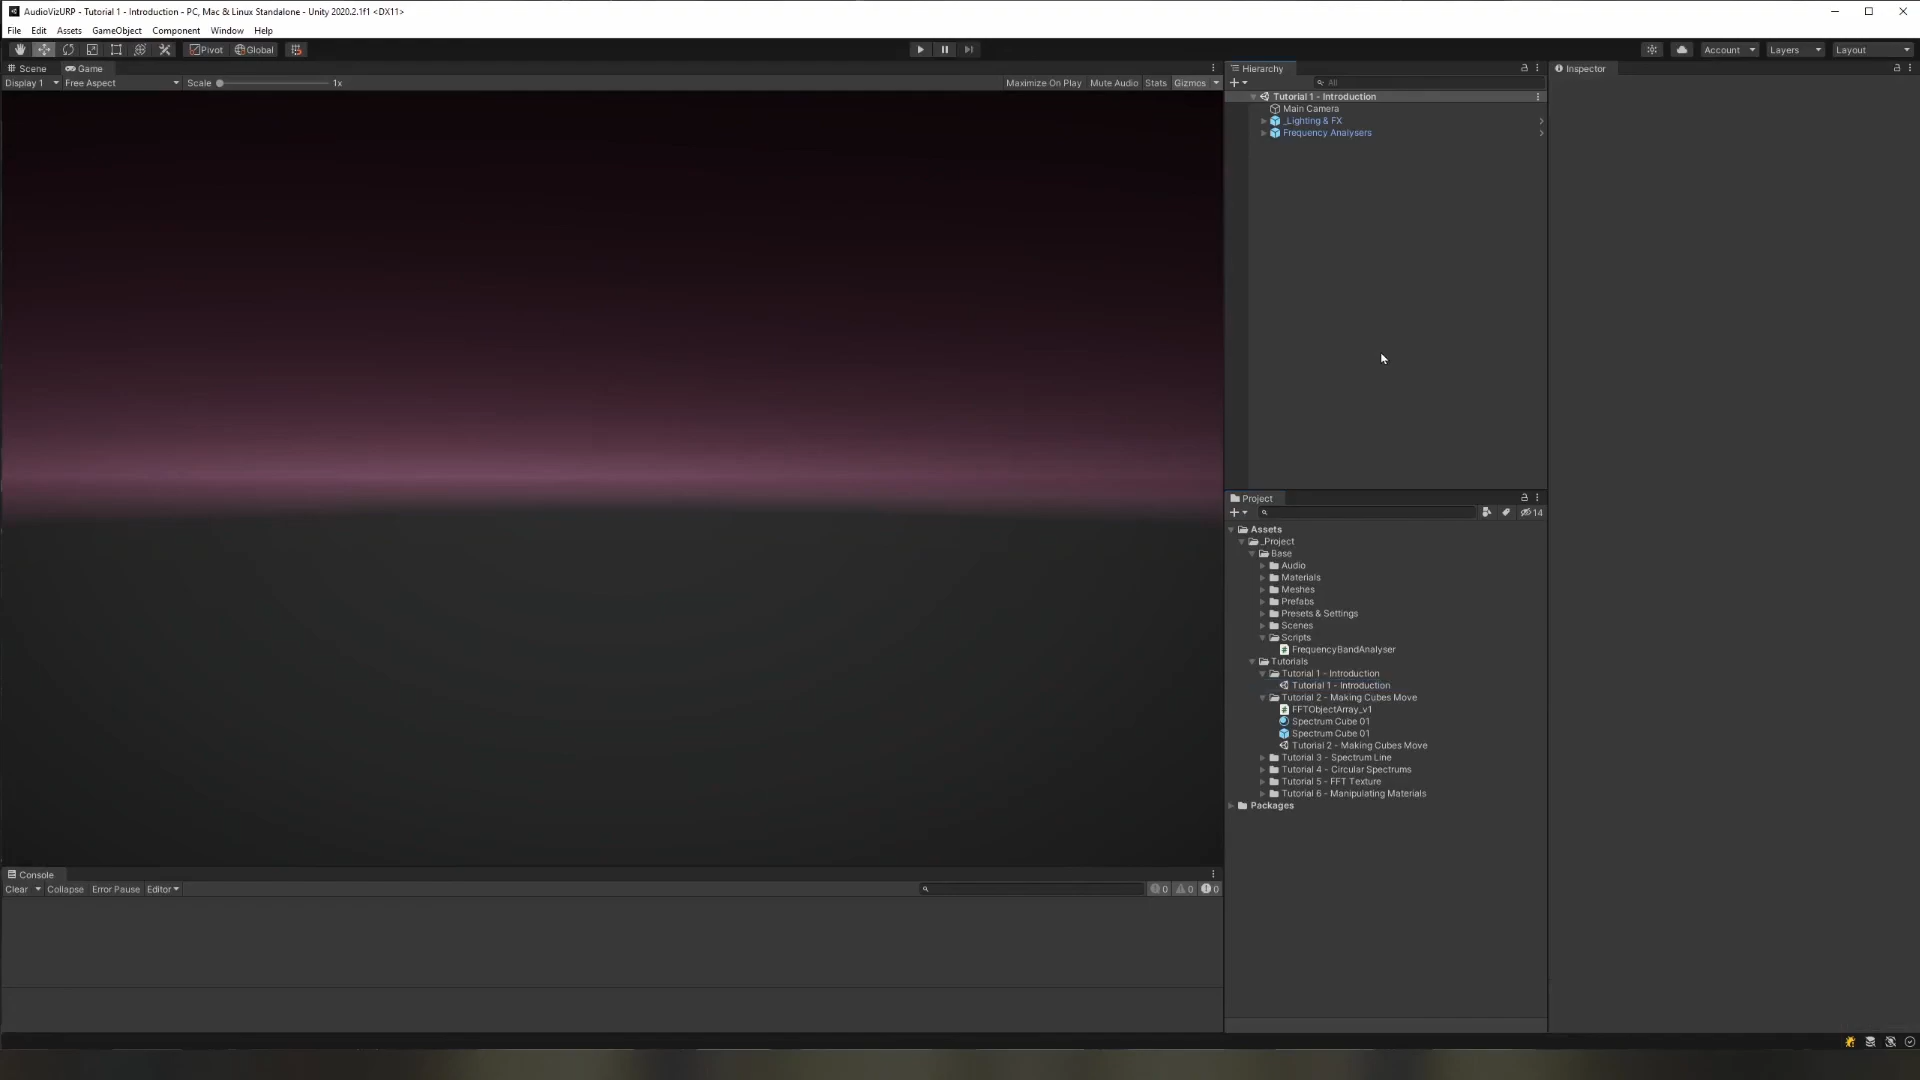 AudioVizURP - Tutorial 1 - Introduction - PC, Mac & Linux Standalone - Unity 2020.2.1f1 <DX11>
File Edit Assets GameObject Component Window Help
Pivot Global Account Layers Layout
Scene Game
Display 1 Free Aspect Scale 1x Maximize On Play Mute Audio Stats Gizmos
Hierarchy
All
Tutorial 1 - Introduction
Main Camera
_Lighting & FX
Frequency Analysers
Inspector
Project
14
Assets
_Project
Base
Audio
Materials
Meshes
Prefabs
Presets & Settings
Scenes
Scripts
FrequencyBandAnalyser
Tutorials
Tutorial 1 - Introduction
Tutorial 1 - Introduction
Tutorial 2 - Making Cubes Move
FFTObjectArray_v1
Spectrum Cube 01
Spectrum Cube 01
Tutorial 2 - Making Cubes Move
Tutorial 3 - Spectrum Line
Tutorial 4 - Circular Spectrums
Tutorial 5 - FFT Texture
Tutorial 6 - Manipulating Materials
Packages
Console
Clear Collapse Error Pause Editor 0 0 0